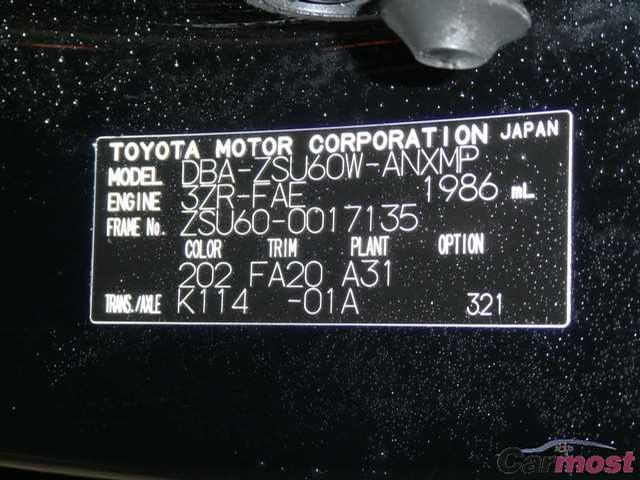 TOYOTA MOTOR CORPORATION JAPAN
MODEL DBA-ZSU60W-ANXMP
ENGINE 3ZR-FAE 1986 mL
FRAME No. ZSU60-0017135
COLOR TRIM PLANT OPTION
202 FA20 A31
TRANS./AXLE K114 -01A 321
Carmost